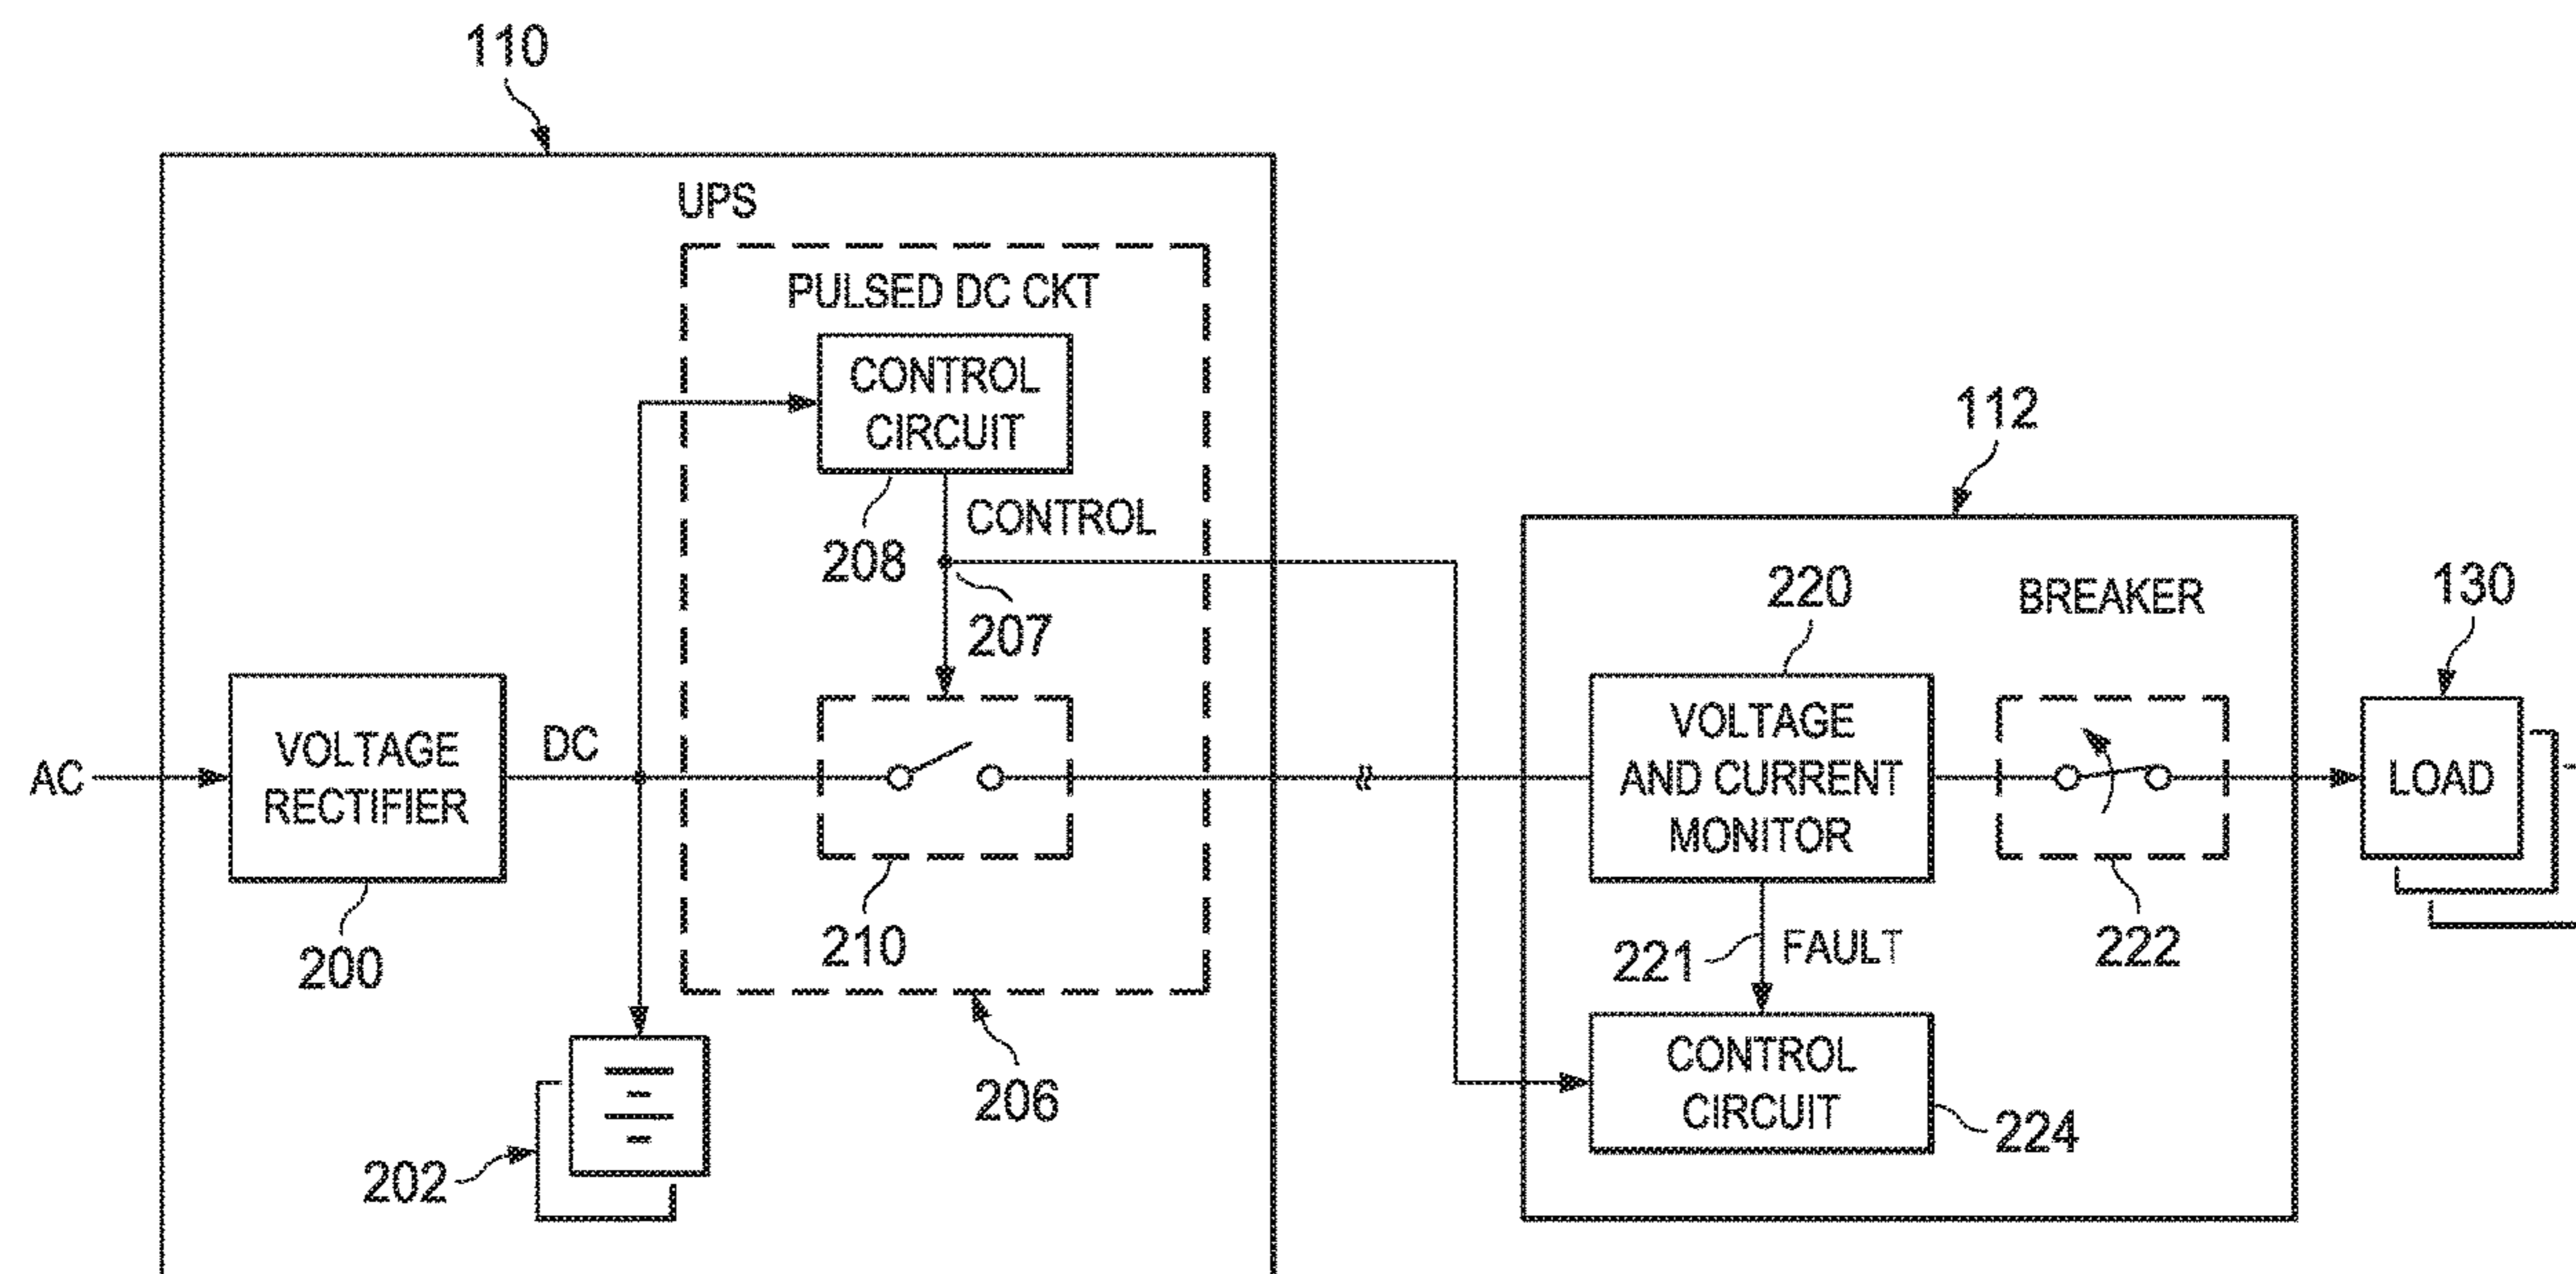 110
UPS
PULSED DC CKT
CONTROL
CIRCUIT
208
CONTROL
207
AC
VOLTAGE
RECTIFIER
200
DC
210
206
202
112
BREAKER
220
VOLTAGE
AND CURRENT
MONITOR
221
FAULT
222
CONTROL
CIRCUIT
224
130
LOAD